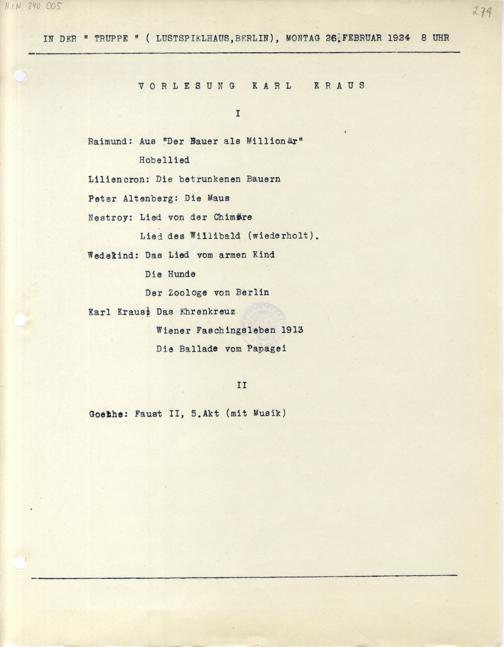 H.I.N 240.005
279
IN DER " TRUPPE " ( LUSTSPIELHAUS,BERLIN), MONTAG 26.FEBRUAR 1924 8 UHR
VORLESUNG KARL KRAUS
I
Raimund: Aus "Der Bauer als Millionär"
Hobellied
Liliencron: Die betrunkenen Bauern
Peter Altenberg: Die Maus
Nestroy: Lied von der Chimäre
Lied des Willibald (wiederholt).
Wedekind: Das Lied vom armen Kind
Die Hunde
Der Zoologe von Berlin
Karl Kraus: Das Ehrenkreuz
Wiener Faschingsleben 1913
Die Ballade vom Papagei
II
Goethe: Faust II, 5.Akt (mit Musik)